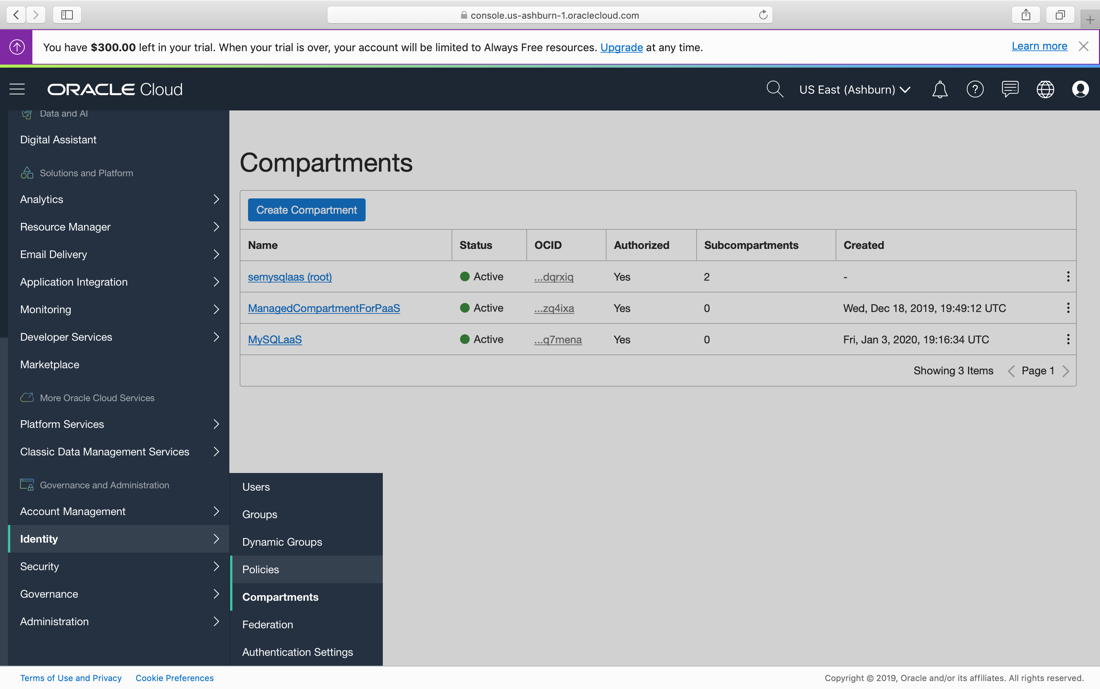 console.us-ashburn-1.oraclecloud.com
You have $300.00 left in your trial. When your trial is over, your account will be limited to Always Free resources. Upgrade at any time.
Learn more
ORACLE Cloud
US East (Ashburn)
Data and AI
Digital Assistant
Solutions and Platform
Analytics
Resource Manager
Email Delivery
Application Integration
Monitoring
Developer Services
Marketplace
More Oracle Cloud Services
Platform Services
Classic Data Management Services
Governance and Administration
Account Management
Identity
Security
Governance
Administration
Users
Groups
Dynamic Groups
Policies
Compartments
Federation
Authentication Settings
Compartments
Create Compartment
Name Status OCID Authorized Subcompartments Created
semysqlaas (root) Active ...dqrxiq Yes 2 -
ManagedCompartmentForPaaS Active ...zq4ixa Yes 0 Wed, Dec 18, 2019, 19:49:12 UTC
MySQLaaS Active ...q7mena Yes 0 Fri, Jan 3, 2020, 19:16:34 UTC
Showing 3 Items Page 1
Terms of Use and Privacy Cookie Preferences
Copyright © 2019, Oracle and/or its affiliates. All rights reserved.